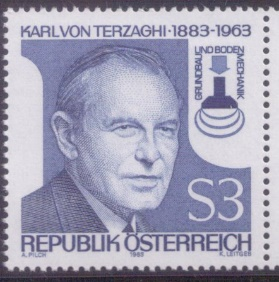 KARL VON TERZAGHI · 1883-1963
GRUNDBAU UND BODENMECHANIK
S3
REPUBLIK ÖSTERREICH
A. PILCH 1983 K. LEITGEB